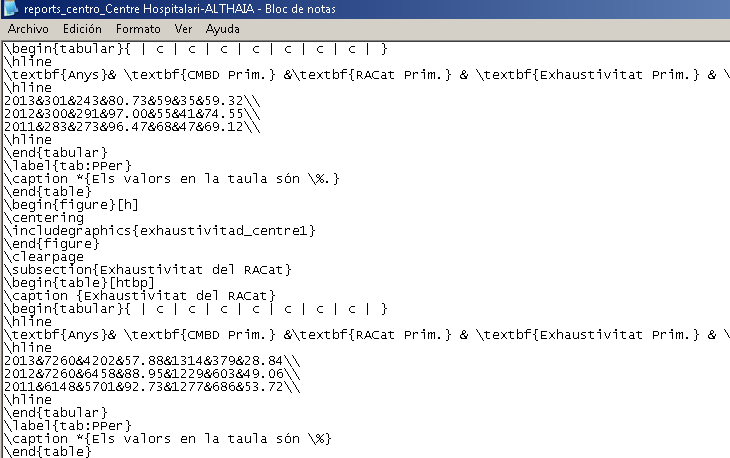 reports_centro_Centre Hospitalari-ALTHAIA - Bloc de notas
Archivo Edición Formato Ver Ayuda
\begin{tabular}{ | c | c | c | c | c | c | c | }
\hline
\textbf{Anys}& \textbf{CMBD Prim.} &\textbf{RACat Prim.} & \textbf{Exhaustivitat Prim.} & \
\hline
2013&301&243&80.73&59&35&59.32\\
2012&300&291&97.00&55&41&74.55\\
2011&283&273&96.47&68&47&69.12\\
\hline
\end{tabular}
\label{tab:PPer}
\caption *{Els valors en la taula són \%.}
\end{table}
\begin{figure}[h]
\centering
\includegraphics{exhaustivitad_centre1}
\end{figure}
\clearpage
\subsection{Exhaustivitat del RACat}
\begin{table}[htbp]
\caption {Exhaustivitat del RACat}
\begin{tabular}{ | c | c | c | c | c | c | c | }
\hline
\textbf{Anys}& \textbf{CMBD Prim.} &\textbf{RACat Prim.} & \textbf{Exhaustivitat Prim.} & \
\hline
2013&7260&4202&57.88&1314&379&28.84\\
2012&7260&6458&88.95&1229&603&49.06\\
2011&6148&5701&92.73&1277&686&53.72\\
\hline
\end{tabular}
\label{tab:PPer}
\caption *{Els valors en la taula són \%}
\end{table}